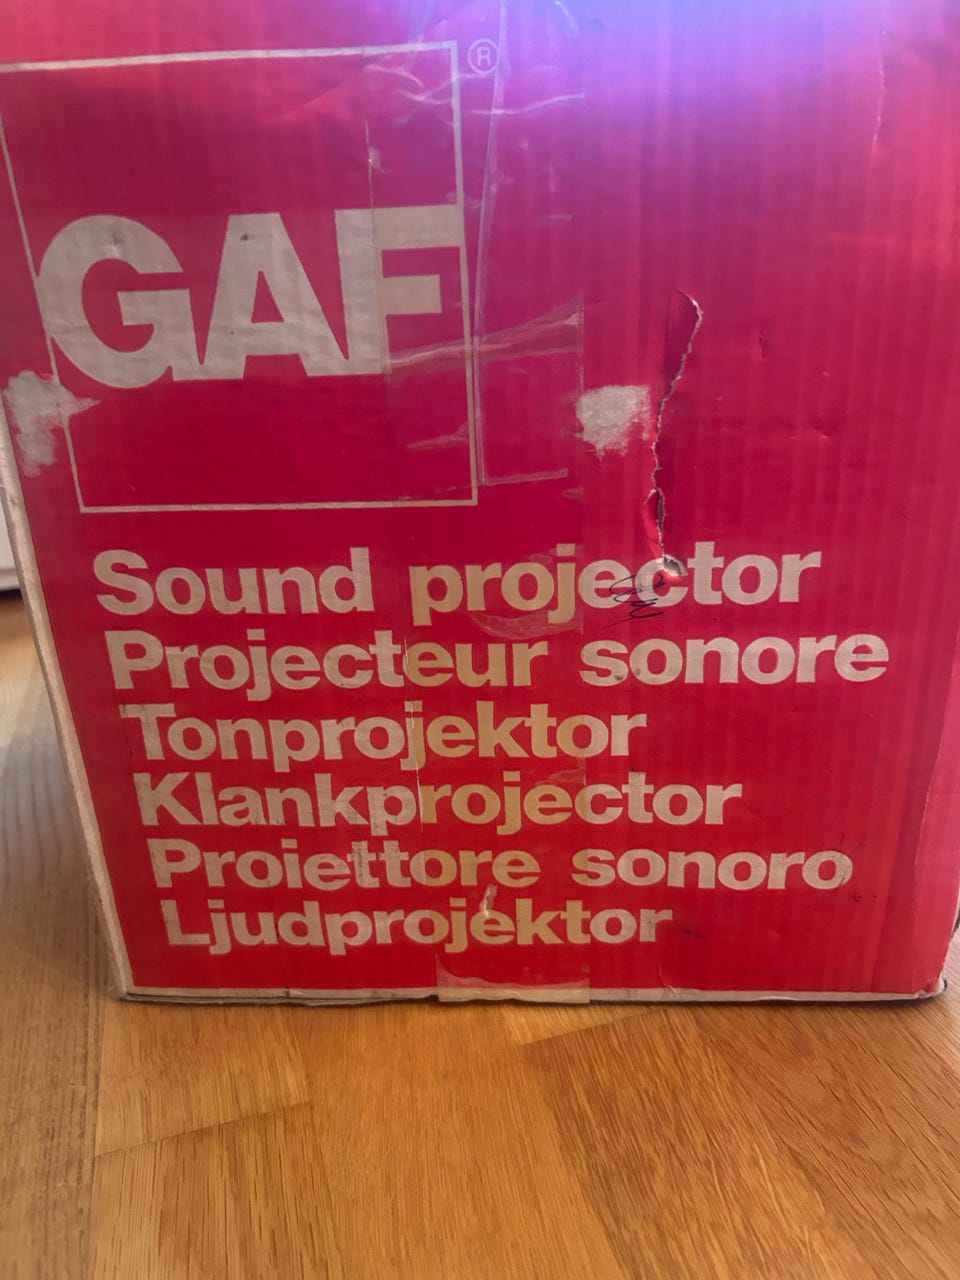 GAF®
Sound projector
Projecteur sonore
Tonprojektor
Klankprojector
Proiettore sonoro
Ljudprojektor